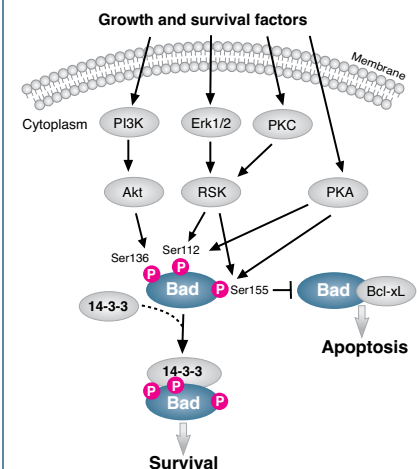 Growth and survival factors
Membrane
Cytoplasm
PI3K
Erk1/2
PKC
Akt
RSK
PKA
Ser136
Ser112
P
P
Bad
P
Ser155
Bad
Bcl-xL
14-3-3
Apoptosis
14-3-3
P
P
Bad
P
Survival